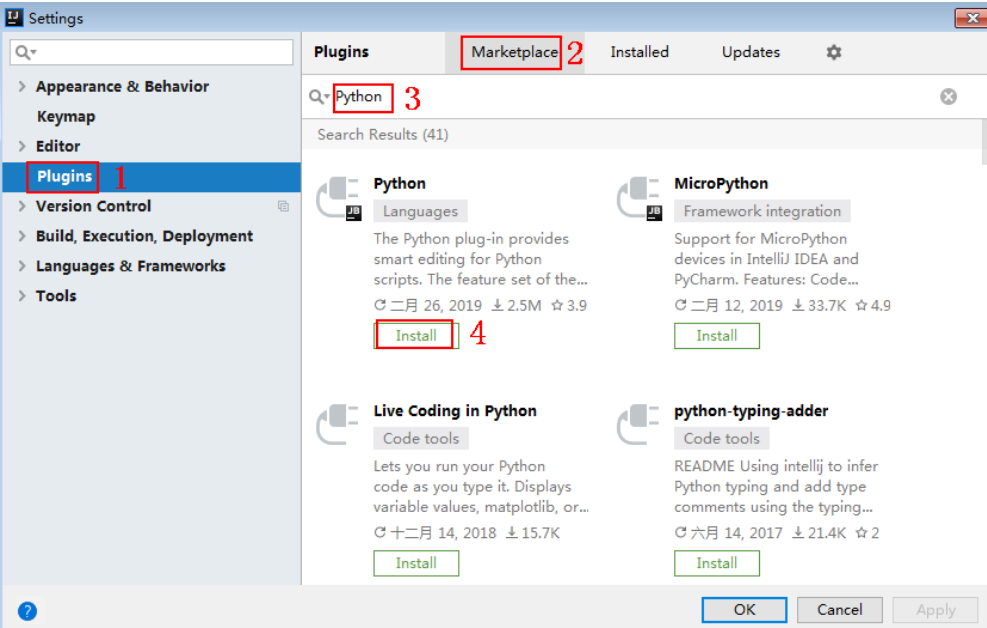 Settings
Plugins Marketplace 2 Installed Updates
Appearance & Behavior
Keymap
Editor
Plugins 1
Version Control
Build, Execution, Deployment
Languages & Frameworks
Tools
Python 3
Search Results (41)
Python
JB
Languages
The Python plug-in provides
smart editing for Python
scripts. The feature set of the...
二月 26, 2019 2.5M 3.9
Install 4
MicroPython
JB
Framework integration
Support for MicroPython
devices in IntelliJ IDEA and
PyCharm. Features: Code...
二月 12, 2019 33.7K 4.9
Install
Live Coding in Python
Code tools
Lets you run your Python
code as you type it. Displays
variable values, matplotlib, or...
十二月 14, 2018 15.7K
Install
python-typing-adder
Code tools
README Using intellij to infer
Python typing and add type
comments using the typing...
六月 14, 2017 21.4K 2
Install
?
OK Cancel Apply